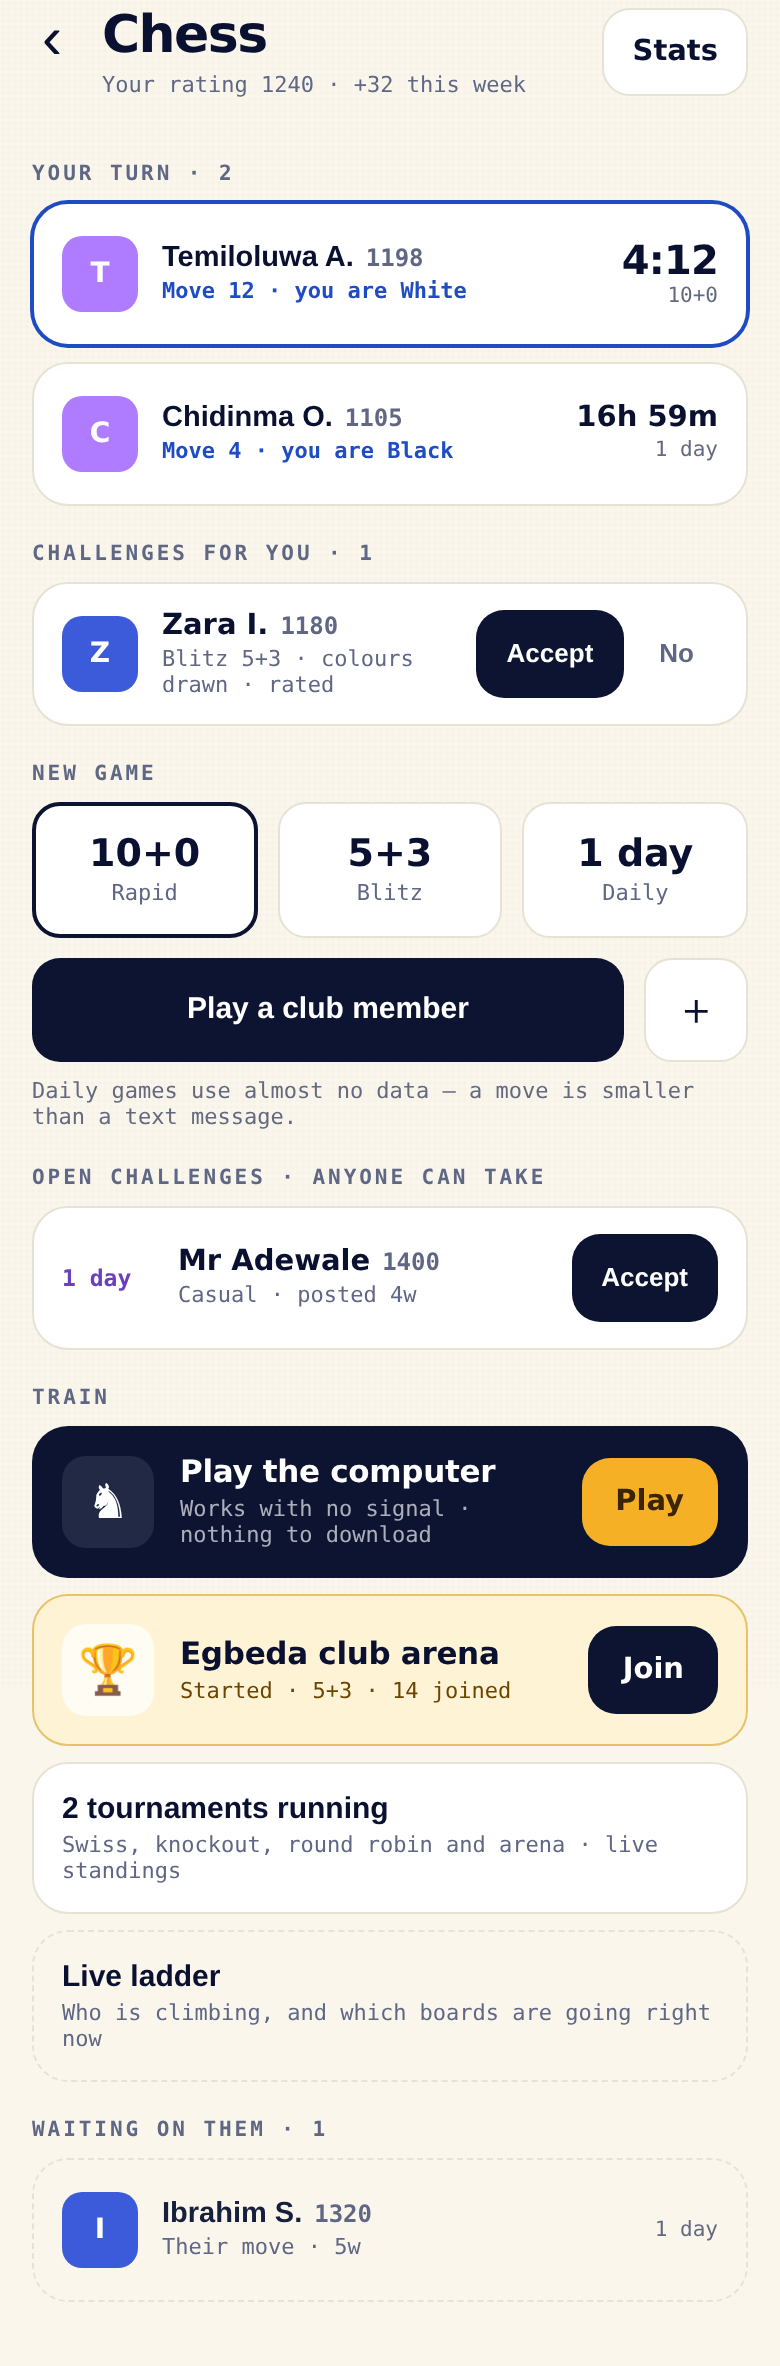 ‹ Chess
Stats
Your rating 1240 · +32 this week
YOUR TURN · 2
T
Temiloluwa A. 1198
Move 12 · you are White
4:12
10+0
C
Chidinma O. 1105
Move 4 · you are Black
16h 59m
1 day
CHALLENGES FOR YOU · 1
Z
Zara I. 1180
Blitz 5+3 · colours
drawn · rated
Accept
No
NEW GAME
10+0
Rapid
5+3
Blitz
1 day
Daily
Play a club member
+
Daily games use almost no data — a move is smaller
than a text message.
OPEN CHALLENGES · ANYONE CAN TAKE
1 day
Mr Adewale 1400
Casual · posted 4w
Accept
TRAIN
Play the computer
Works with no signal ·
nothing to download
Play
Egbeda club arena
Started · 5+3 · 14 joined
Join
2 tournaments running
Swiss, knockout, round robin and arena · live
standings
Live ladder
Who is climbing, and which boards are going right
now
WAITING ON THEM · 1
I
Ibrahim S. 1320
Their move · 5w
1 day